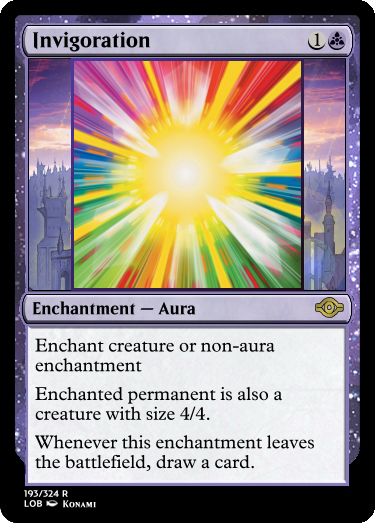 Invigoration 1
Enchantment — Aura
Enchant creature or non-aura
enchantment
Enchanted permanent is also a
creature with size 4/4.
Whenever this enchantment leaves
the battlefield, draw a card.
193/324 R
LOB Konami